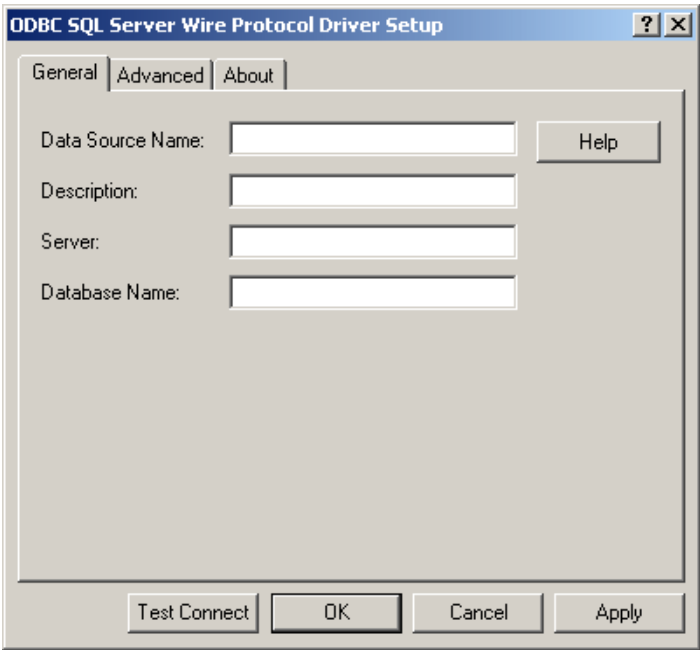 ODBC SQL Server Wire Protocol Driver Setup
General Advanced About
Data Source Name:
Help
Description:
Server:
Database Name:
Test Connect OK Cancel Apply